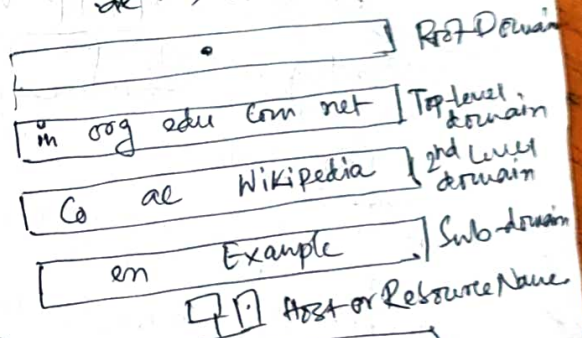 . Root Domain
in org edu com net Top-level domain
Co ac Wikipedia 2nd Level domain
en Example Sub-domain
Host or Resource Name